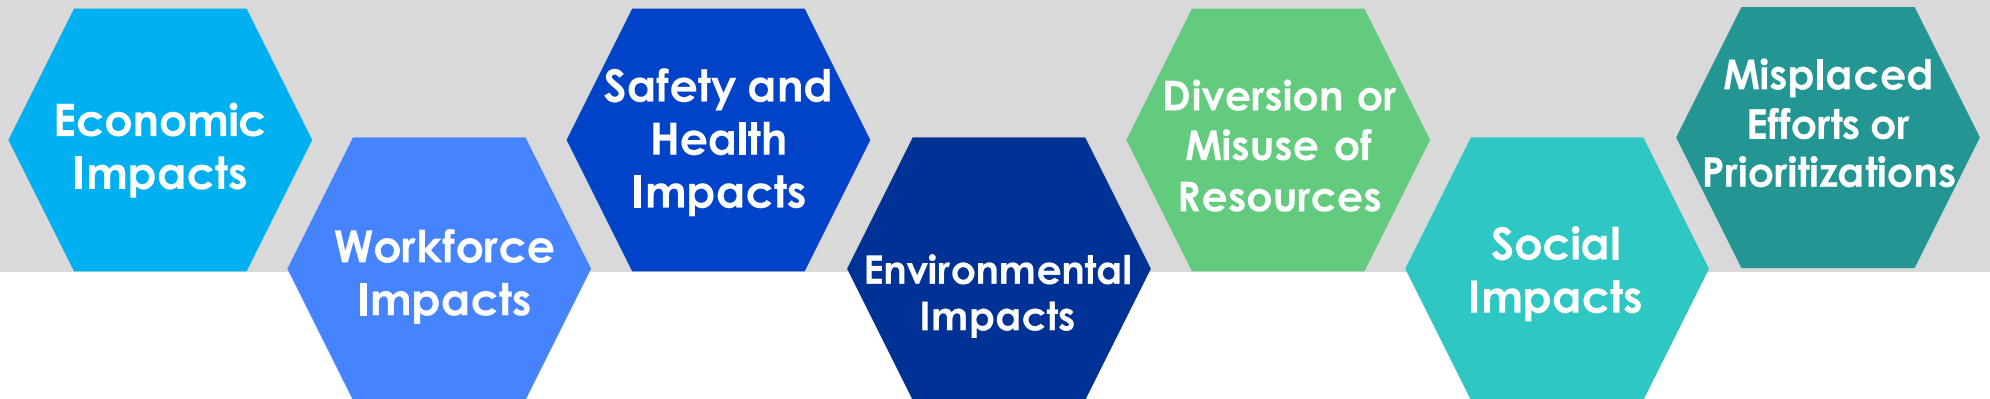 Economic
Impacts
Workforce
Impacts
Safety and
Health
Impacts
Environmental
Impacts
Diversion or
Misuse of
Resources
Social
Impacts
Misplaced
Efforts or
Prioritizations